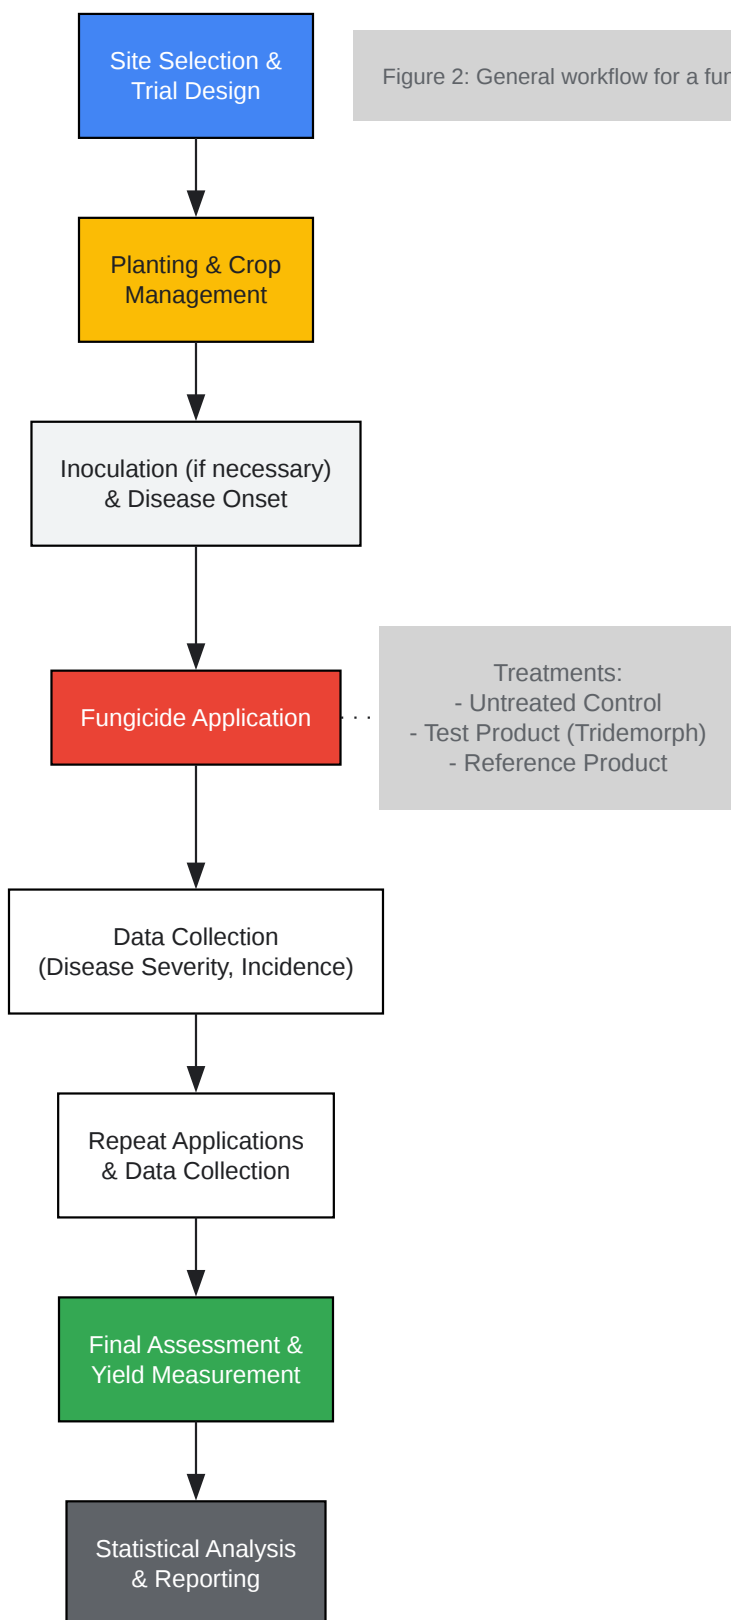 Site Selection &
Trial Design
Figure 2: General workflow for a fun
Planting & Crop
Management
Inoculation (if necessary)
& Disease Onset
Fungicide Application
Treatments:
- Untreated Control
- Test Product (Tridemorph)
- Reference Product
Data Collection
(Disease Severity, Incidence)
Repeat Applications
& Data Collection
Final Assessment &
Yield Measurement
Statistical Analysis
& Reporting